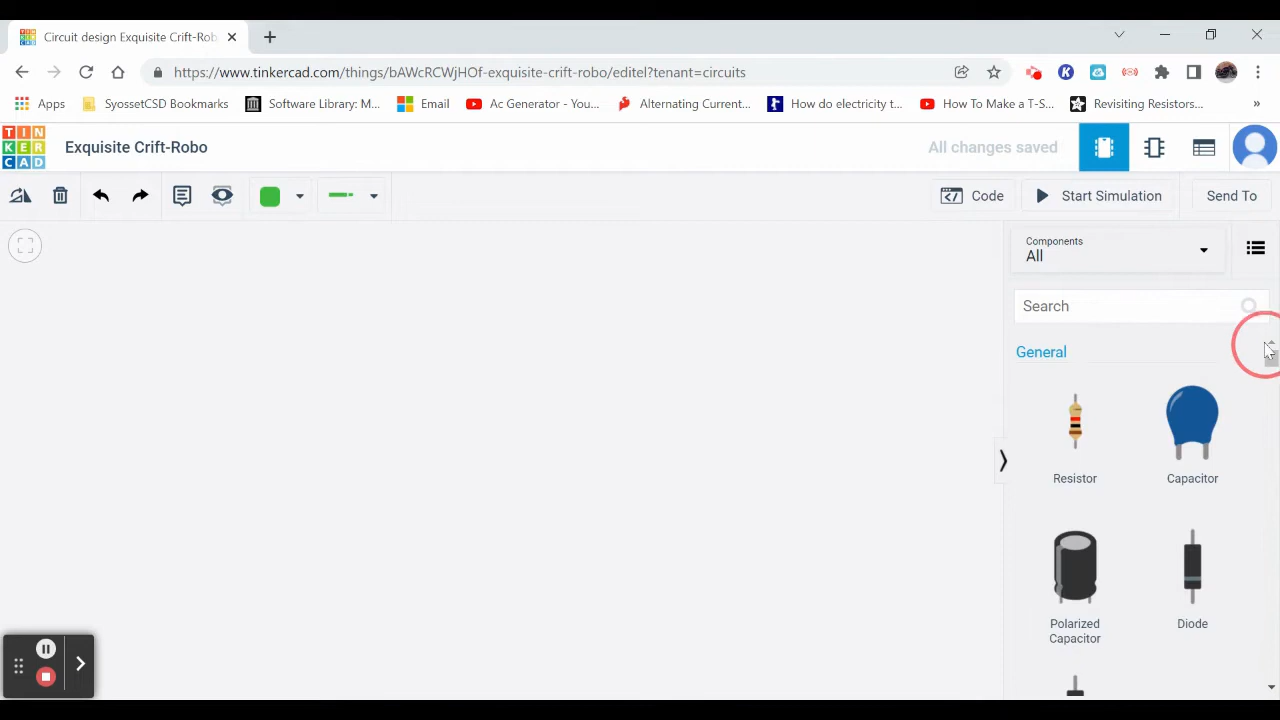 Circuit design Exquisite Crift-Rob
https://www.tinkercad.com/things/bAWcRCWjHOf-exquisite-crift-robo/editel?tenant=circuits
Apps
SyossetCSD Bookmarks
Software Library: M...
Email
Ac Generator - You...
Alternating Current...
How do electricity t...
How To Make a T-S...
Revisiting Resistors...
»
TIN
KER
CAD
Exquisite Crift-Robo
All changes saved
Code
Start Simulation
Send To
Components
All
Search
General
Resistor
Capacitor
Polarized
Capacitor
Diode